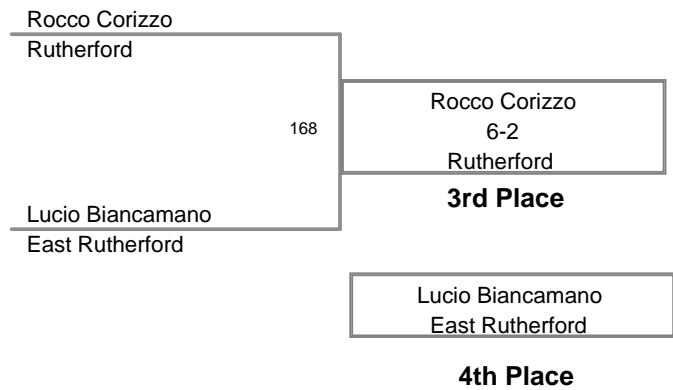 Rocco Corizzo
Rutherford
168
Rocco Corizzo
6-2
Rutherford
3rd Place
Lucio Biancamano
East Rutherford
Lucio Biancamano
East Rutherford
4th Place